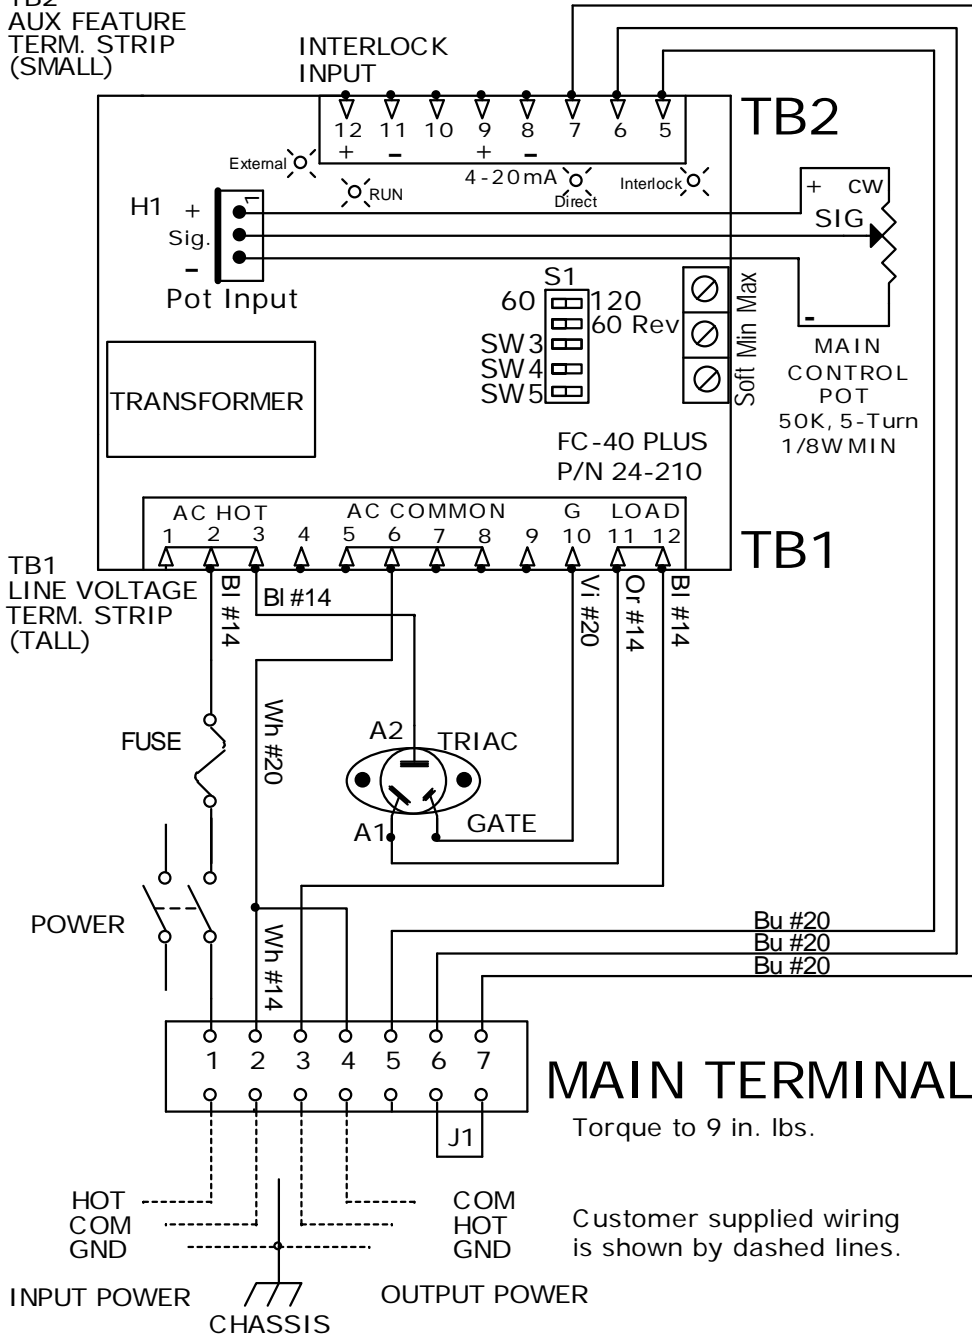 TB2
AUX FEATURE
TERM. STRIP
(SMALL)
INTERLOCK
INPUT
12 11 10 9 8 7 6 5
+ - + -
4-20mA
TB2
External
RUN
Direct
Interlock
H1
+
Sig.
-
1
Pot Input
+ CW
SIG
-
MAIN
CONTROL
POT
50K, 5-Turn
1/8W MIN
S1
60 120
60 Rev
SW3
SW4
SW5
Soft Min Max
TRANSFORMER
FC-40 PLUS
P/N 24-210
AC HOT AC COMMON G LOAD
1 2 3 4 5 6 7 8 9 10 11 12
TB1
TB1
LINE VOLTAGE
TERM. STRIP
(TALL)
Bl #14
Bl #14
Vi #20
Or #14
Bl #14
FUSE
Wh #20
A2
TRIAC
A1
GATE
POWER
Wh #14
Bu #20
Bu #20
Bu #20
1 2 3 4 5 6 7
MAIN TERMINAL
J1
Torque to 9 in. lbs.
HOT
COM
GND
COM
HOT
GND
Customer supplied wiring
is shown by dashed lines.
INPUT POWER
OUTPUT POWER
CHASSIS